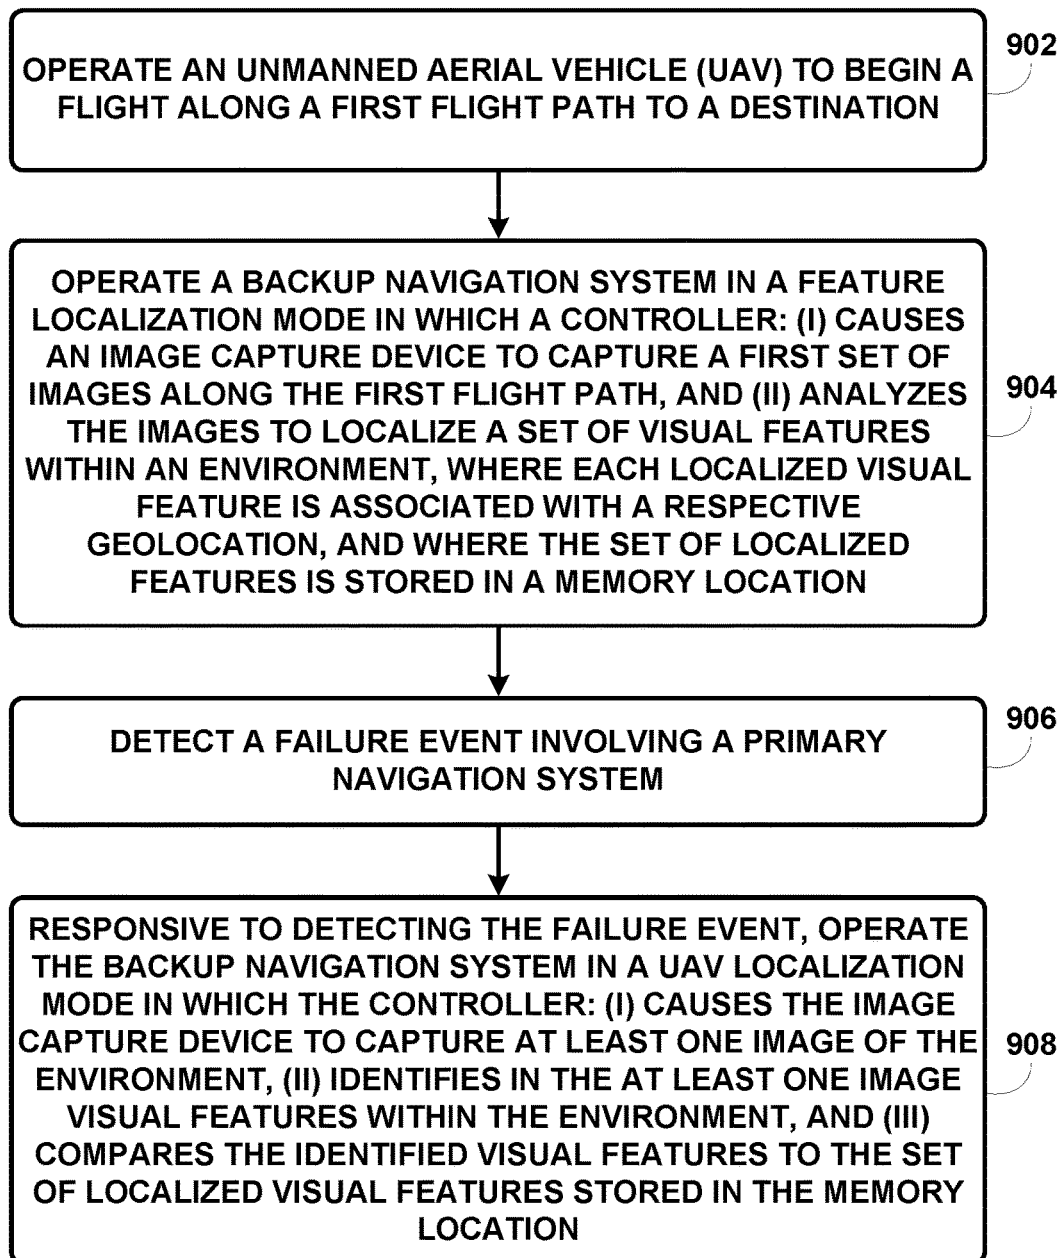 902
OPERATE AN UNMANNED AERIAL VEHICLE (UAV) TO BEGIN A
FLIGHT ALONG A FIRST FLIGHT PATH TO A DESTINATION
OPERATE A BACKUP NAVIGATION SYSTEM IN A FEATURE
LOCALIZATION MODE IN WHICH A CONTROLLER: (I) CAUSES
AN IMAGE CAPTURE DEVICE TO CAPTURE A FIRST SET OF
IMAGES ALONG THE FIRST FLIGHT PATH, AND (II) ANALYZES
THE IMAGES TO LOCALIZE A SET OF VISUAL FEATURES
WITHIN AN ENVIRONMENT, WHERE EACH LOCALIZED VISUAL
FEATURE IS ASSOCIATED WITH A RESPECTIVE
GEOLOCATION, AND WHERE THE SET OF LOCALIZED
FEATURES IS STORED IN A MEMORY LOCATION
904
DETECT A FAILURE EVENT INVOLVING A PRIMARY
NAVIGATION SYSTEM
906
RESPONSIVE TO DETECTING THE FAILURE EVENT, OPERATE
THE BACKUP NAVIGATION SYSTEM IN A UAV LOCALIZATION
MODE IN WHICH THE CONTROLLER: (I) CAUSES THE IMAGE
CAPTURE DEVICE TO CAPTURE AT LEAST ONE IMAGE OF THE
ENVIRONMENT, (II) IDENTIFIES IN THE AT LEAST ONE IMAGE
VISUAL FEATURES WITHIN THE ENVIRONMENT, AND (III)
COMPARES THE IDENTIFIED VISUAL FEATURES TO THE SET
OF LOCALIZED VISUAL FEATURES STORED IN THE MEMORY
LOCATION
908